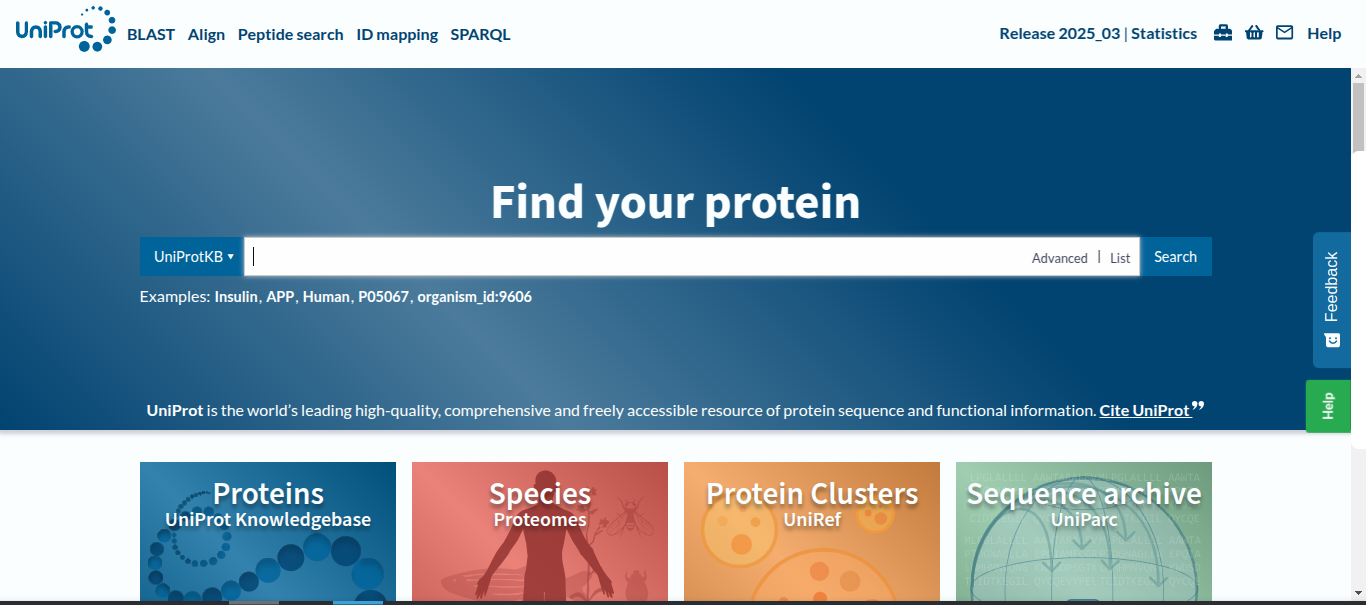 UniProt BLAST Align Peptide search ID mapping SPARQL Release 2025_03 | Statistics Help
Find your protein
UniProtKB ▾ Advanced | List Search
Examples: Insulin, APP, Human, P05067, organism_id:9606
Feedback
Help
UniProt is the world's leading high-quality, comprehensive and freely accessible resource of protein sequence and functional information. Cite UniProt ❞
Proteins
UniProt Knowledgebase
Species
Proteomes
Protein Clusters
UniRef
Sequence archive
UniParc